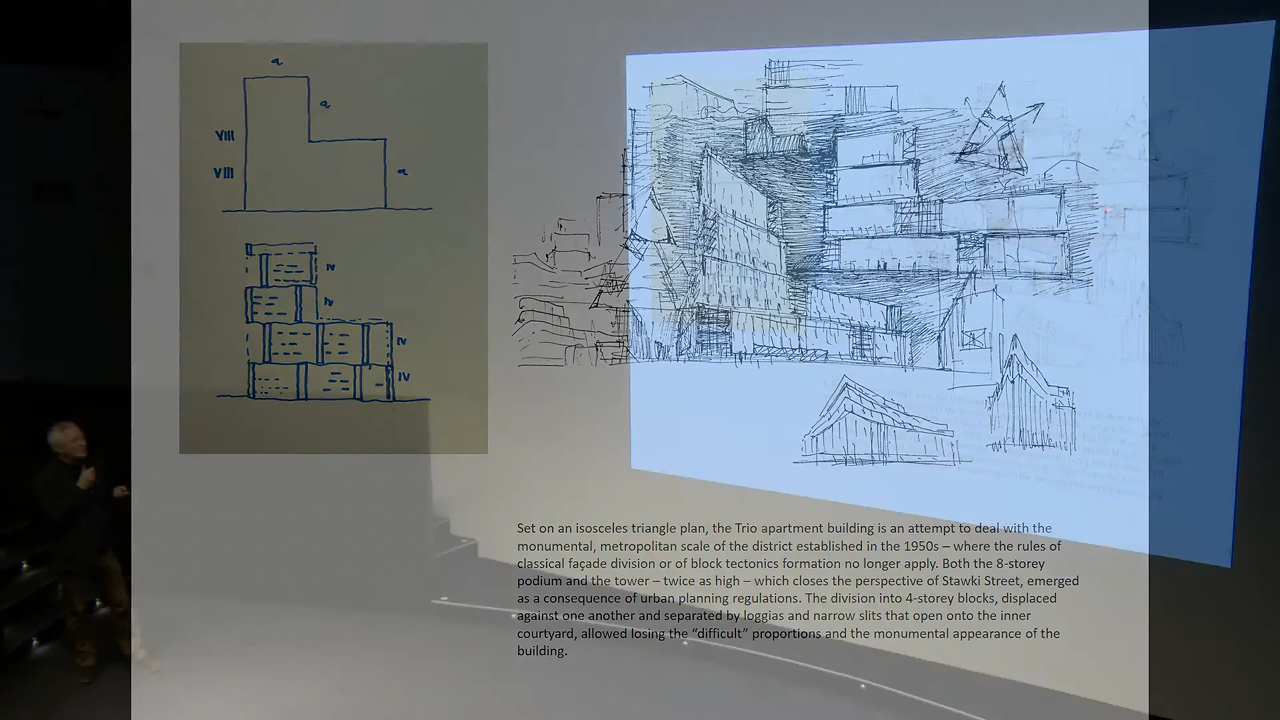 a
a
VIII
VIII
a
IV
IV
IV
IV
Set on an isosceles triangle plan, the Trio apartment building is an attempt to deal with the
monumental, metropolitan scale of the district established in the 1950s – where the rules of
classical façade division or of block tectonics formation no longer apply. Both the 8-storey
podium and the tower – twice as high – which closes the perspective of Stawki Street, emerged
as a consequence of urban planning regulations. The division into 4-storey blocks, displaced
against one another and separated by loggias and narrow slits that open onto the inner
courtyard, allowed losing the “difficult” proportions and the monumental appearance of the
building.